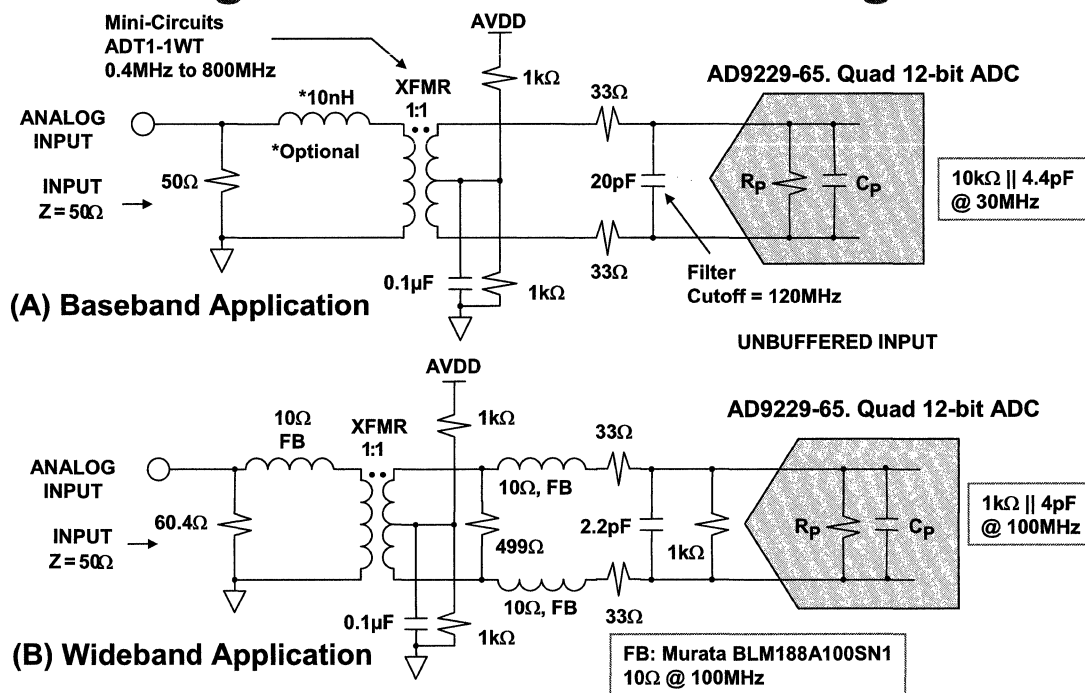 Mini-Circuits
ADT1-1WT
0.4MHz to 800MHz
AVDD
1kΩ
XFMR
1:1
*10nH
*Optional
ANALOG
INPUT
50Ω
INPUT
Z = 50Ω
33Ω
20pF
33Ω
0.1µF
1kΩ
Filter
Cutoff = 120MHz
AD9229-65. Quad 12-bit ADC
RP
CP
10kΩ || 4.4pF
@ 30MHz
(A) Baseband Application
UNBUFFERED INPUT
AVDD
1kΩ
10Ω
FB
XFMR
1:1
ANALOG
INPUT
60.4Ω
INPUT
Z = 50Ω
33Ω
10Ω, FB
499Ω
2.2pF
1kΩ
10Ω, FB
33Ω
0.1µF
1kΩ
AD9229-65. Quad 12-bit ADC
RP
CP
1kΩ || 4pF
@ 100MHz
(B) Wideband Application
FB: Murata BLM188A100SN1
10Ω @ 100MHz